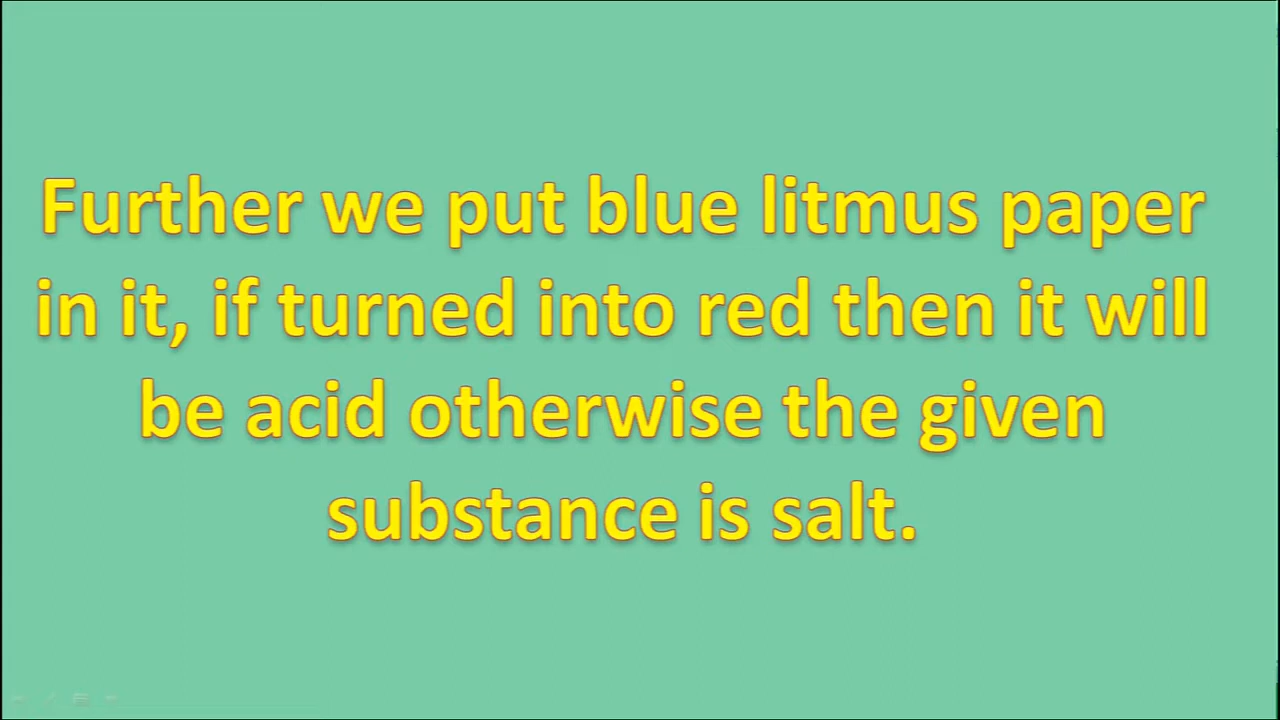 Further we put blue litmus paper
in it, if turned into red then it will
be acid otherwise the given
substance is salt.